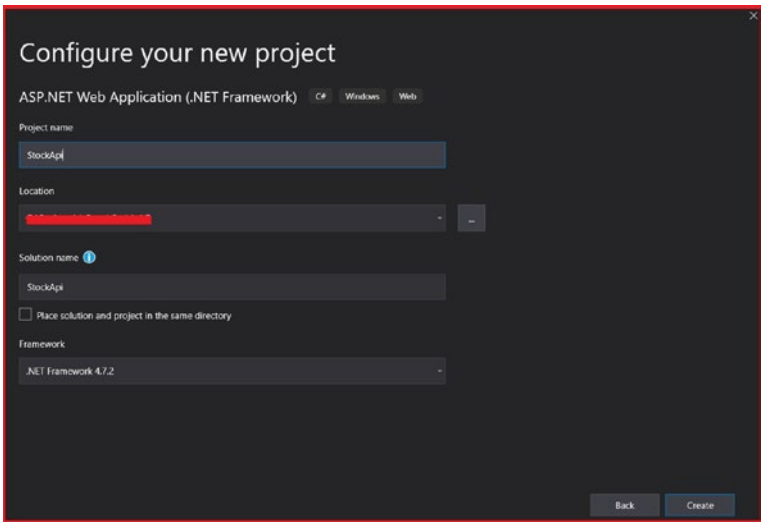 Configure your new project
ASP.NET Web Application (.NET Framework) C# Windows Web
Project name
StockApi
Location
...
Solution name
StockApi
Place solution and project in the same directory
Framework
.NET Framework 4.7.2
Back Create